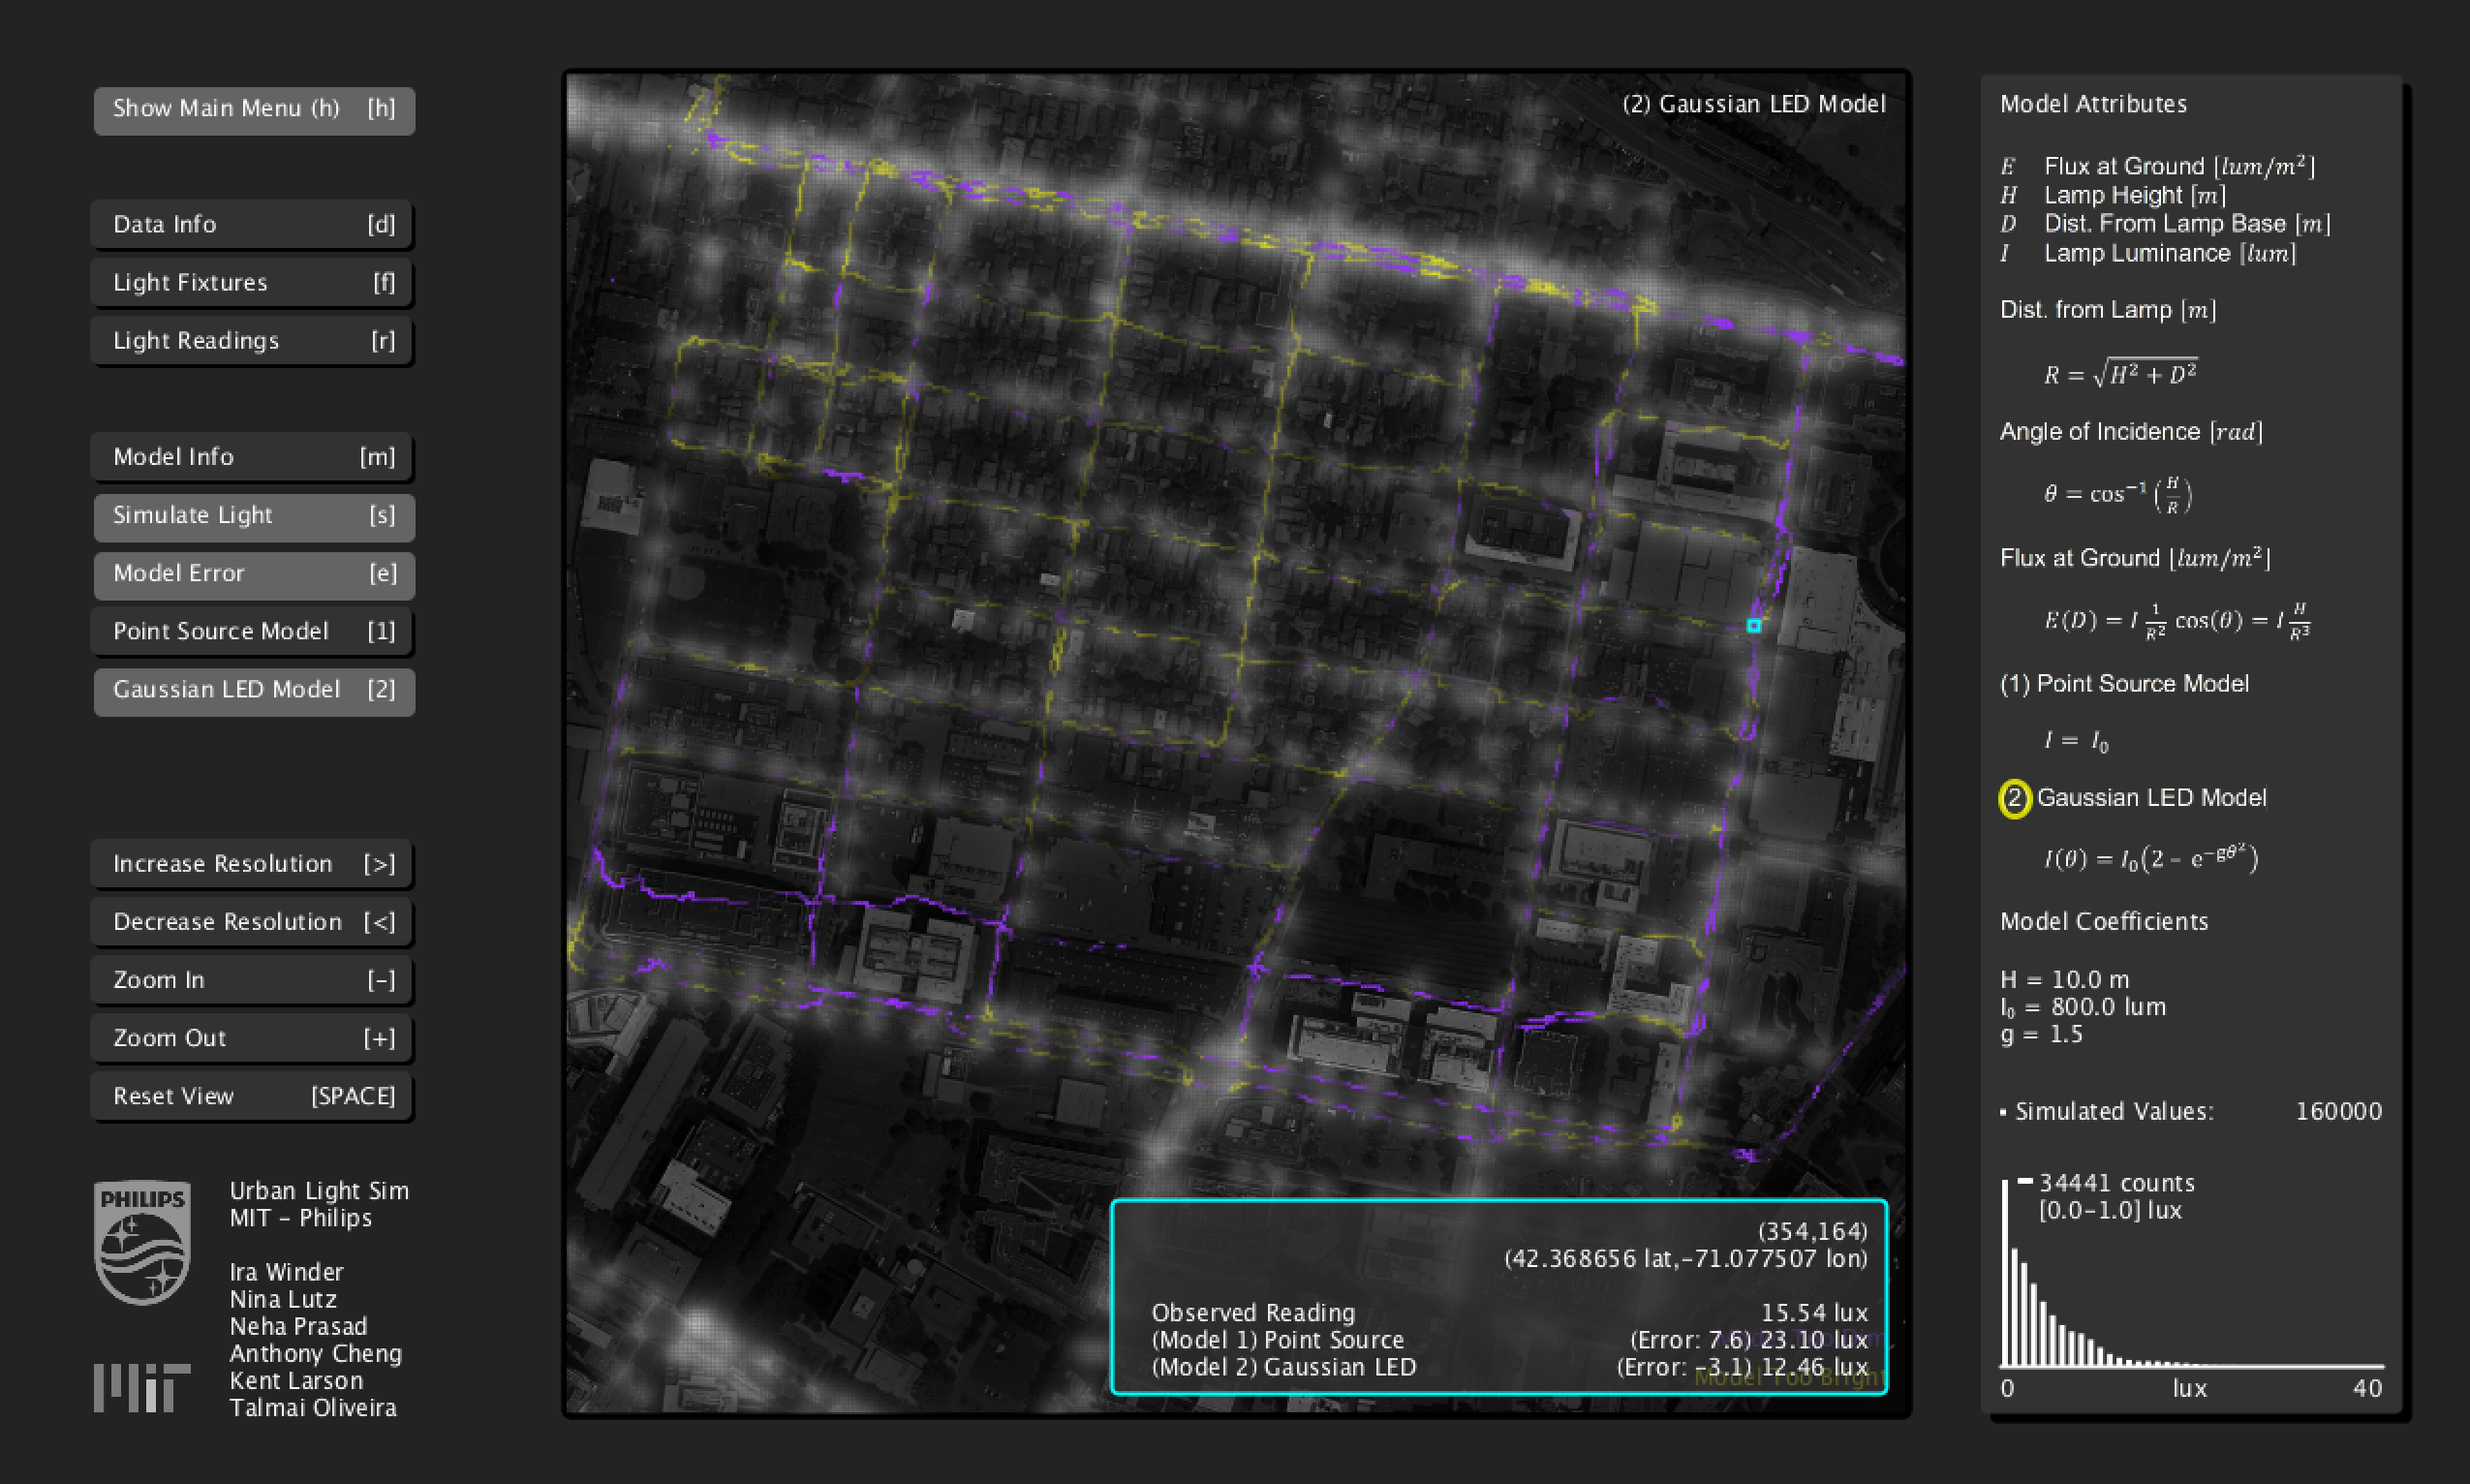 Show Main Menu (h) [h]
Data Info [d]
Light Fixtures [f]
Light Readings [r]
Model Info [m]
Simulate Light [s]
Model Error [e]
Point Source Model [1]
Gaussian LED Model [2]
Increase Resolution [>]
Decrease Resolution [<]
Zoom In [-]
Zoom Out [+]
Reset View [SPACE]
PHILIPS
Urban Light Sim
MIT - Philips
Ira Winder
Nina Lutz
Neha Prasad
Anthony Cheng
Kent Larson
Talmai Oliveira
MIT
(2) Gaussian LED Model
(354,164)
(42.368656 lat,-71.077507 lon)
Observed Reading 15.54 lux
(Model 1) Point Source (Error: 7.6) 23.10 lux
(Model 2) Gaussian LED (Error: -3.1) 12.46 lux
Model Too Bright
Model Attributes
E Flux at Ground [lum/m²]
H Lamp Height [m]
D Dist. From Lamp Base [m]
I Lamp Luminance [lum]
Dist. from Lamp [m]
R = √(H² + D²)
Angle of Incidence [rad]
θ = cos⁻¹(H/R)
Flux at Ground [lum/m²]
E(D) = I 1/R² cos(θ) = I H/R³
(1) Point Source Model
I = I₀
2 Gaussian LED Model
I(θ) = I₀(2 - e^(-gθ²))
Model Coefficients
H = 10.0 m
I₀ = 800.0 lum
g = 1.5
Simulated Values: 160000
34441 counts
[0.0-1.0] lux
0 lux 40